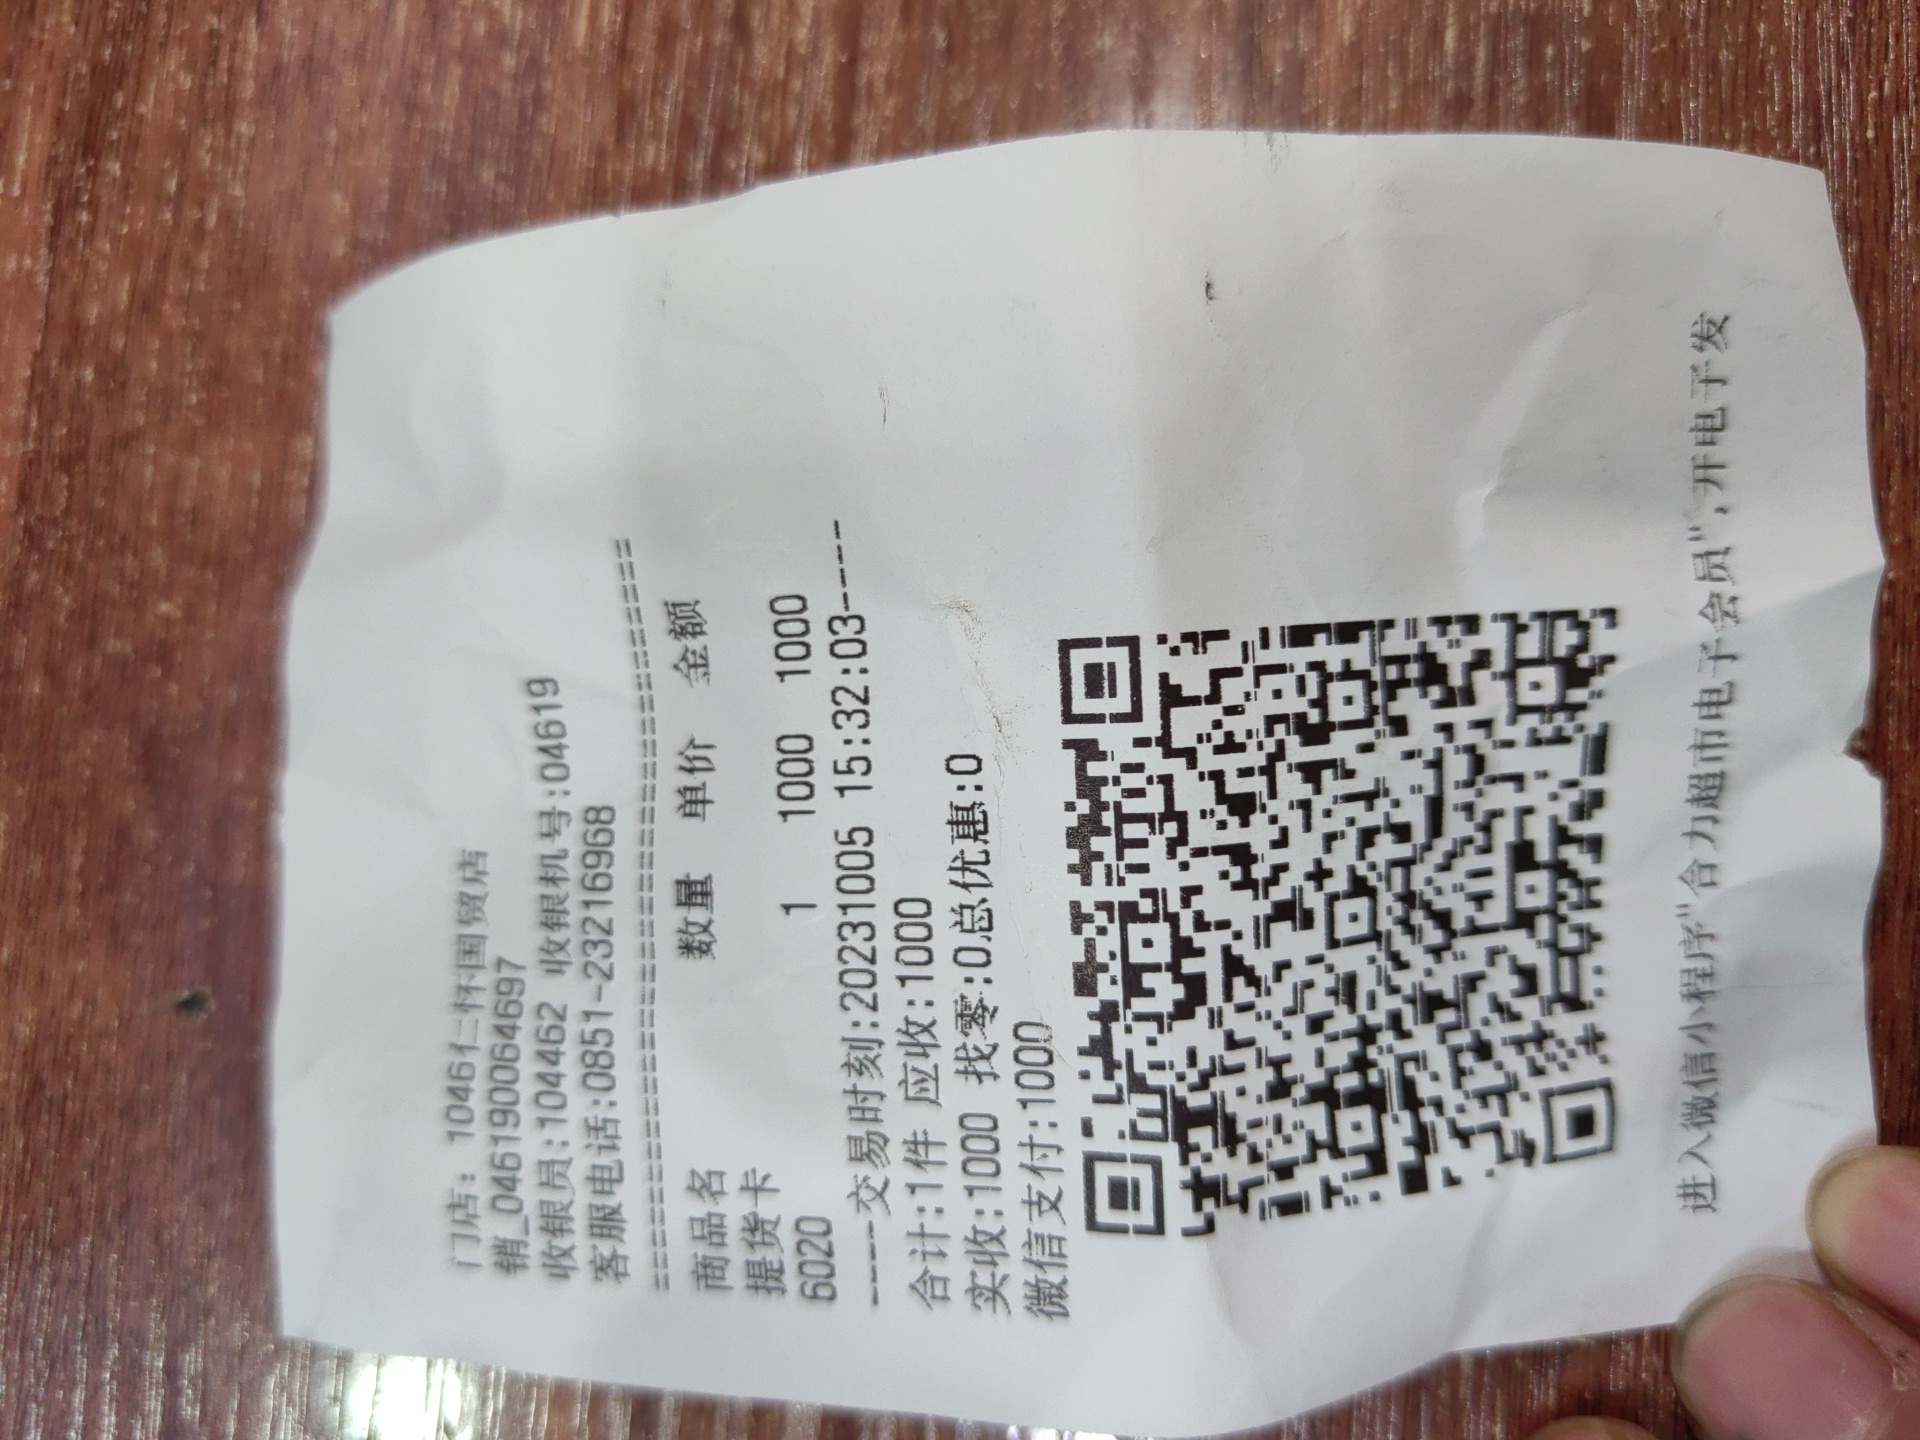 门店: 1046仁怀国贸店
销_046190064697
收银员:104462 收银机号:04619
客服电话:0851-23216968
==========================================
商品名 数量 单价 金额
提货卡
6020 1 1000 1000
-----交易时刻:20231005 15:32:03-----
合计:1件 应收:1000
实收:1000 找零:0总优惠:0
微信支付:1000
进入微信小程序"合力超市电子会员",开电子发